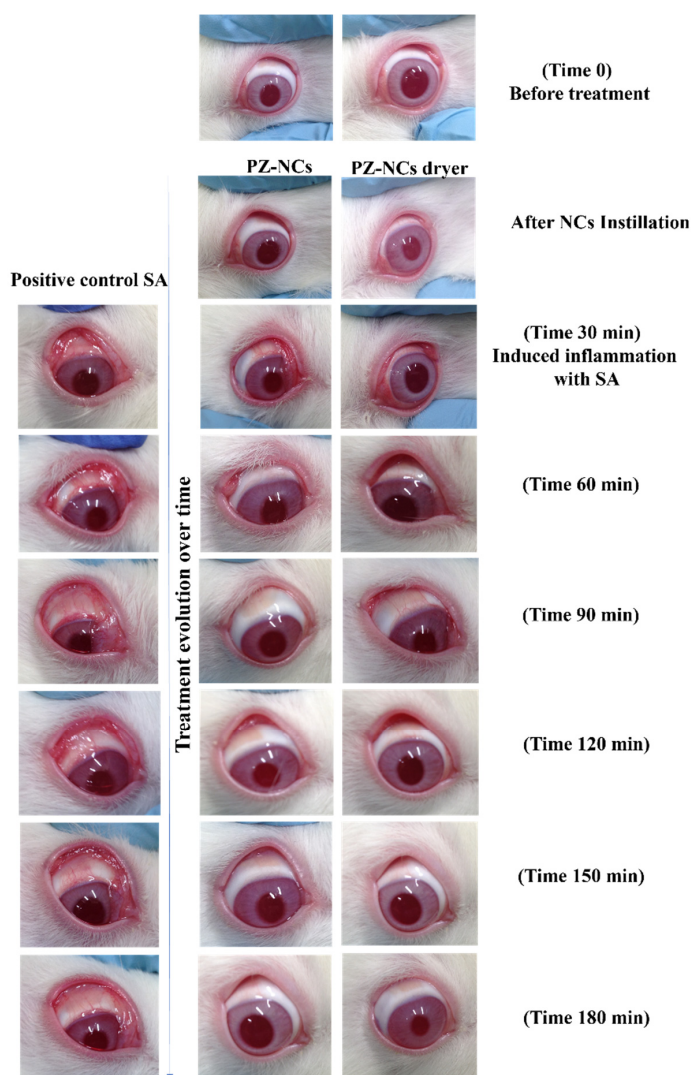 (Time 0)
Before treatment
PZ-NCs
PZ-NCs dryer
After NCs Instillation
Positive control SA
(Time 30 min)
Induced inflammation
with SA
Treatment evolution over time
(Time 60 min)
(Time 90 min)
(Time 120 min)
(Time 150 min)
(Time 180 min)